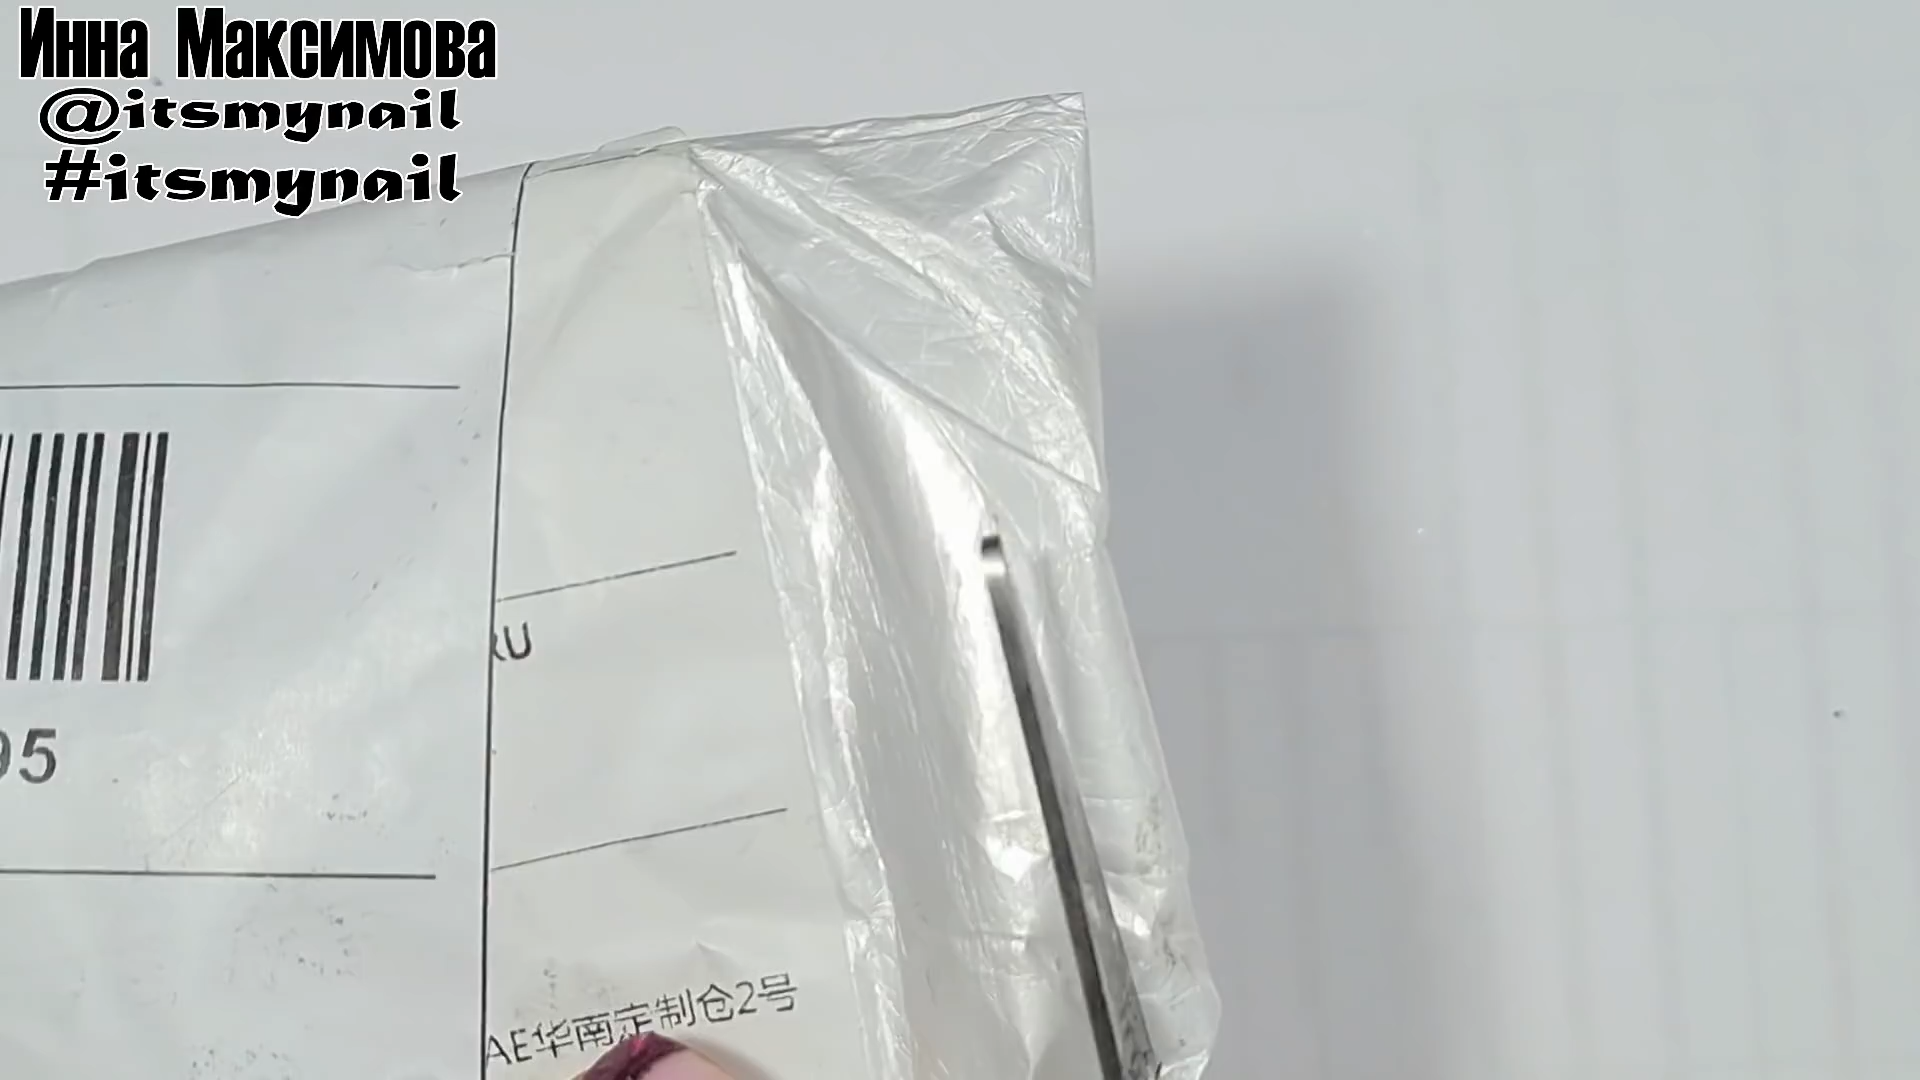 Инна Максимова
@itsmynail
#itsmynail
RU
95
AE华南定制仓2号